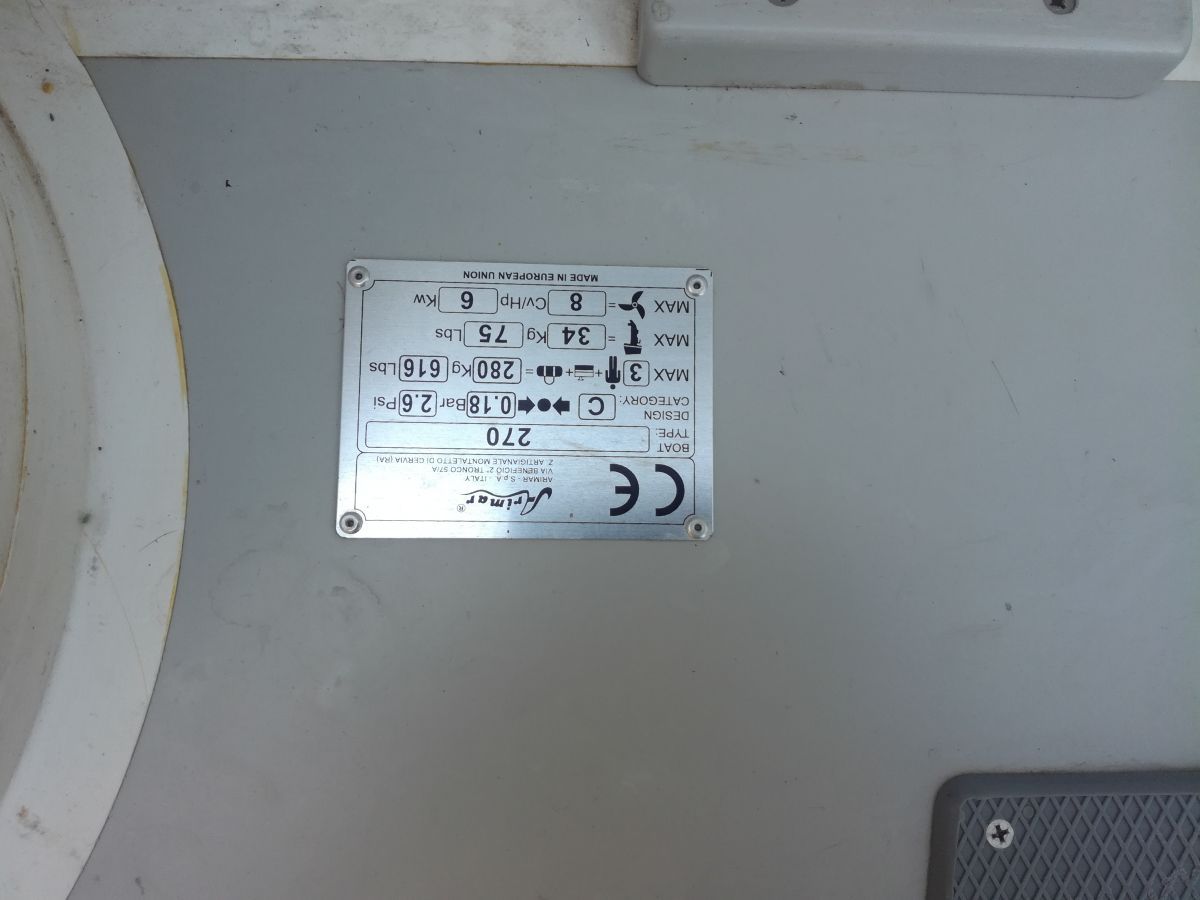 CE Arimar®
ARIMAR - S.p.A. - ITALY
VIA BENEFICIO 2° TRONCO 57/A
Z. ARTIGIANALE MONTALETTO DI CERVIA (RA)
BOAT TYPE: 270
DESIGN CATEGORY: C 0.18 Bar 2.6 Psi
MAX 3 + + = 280 Kg 616 Lbs
MAX = 34 Kg 75 Lbs
MAX = 8 Cv/Hp 6 Kw
MADE IN EUROPEAN UNION